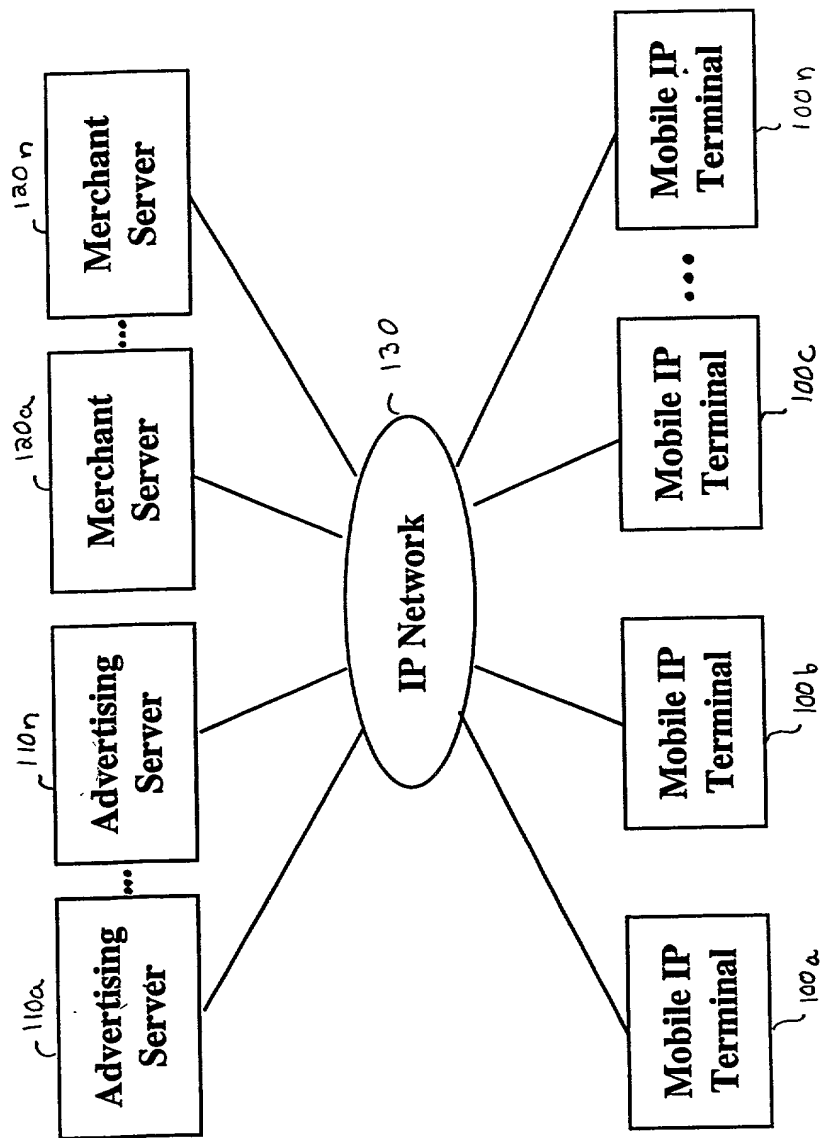 110a
Advertising
Server
...
110n
Advertising
Server
120a
Merchant
Server
...
120n
Merchant
Server
IP Network
130
Mobile IP
Terminal
100a
Mobile IP
Terminal
100b
Mobile IP
Terminal
100c
...
Mobile IP
Terminal
100n